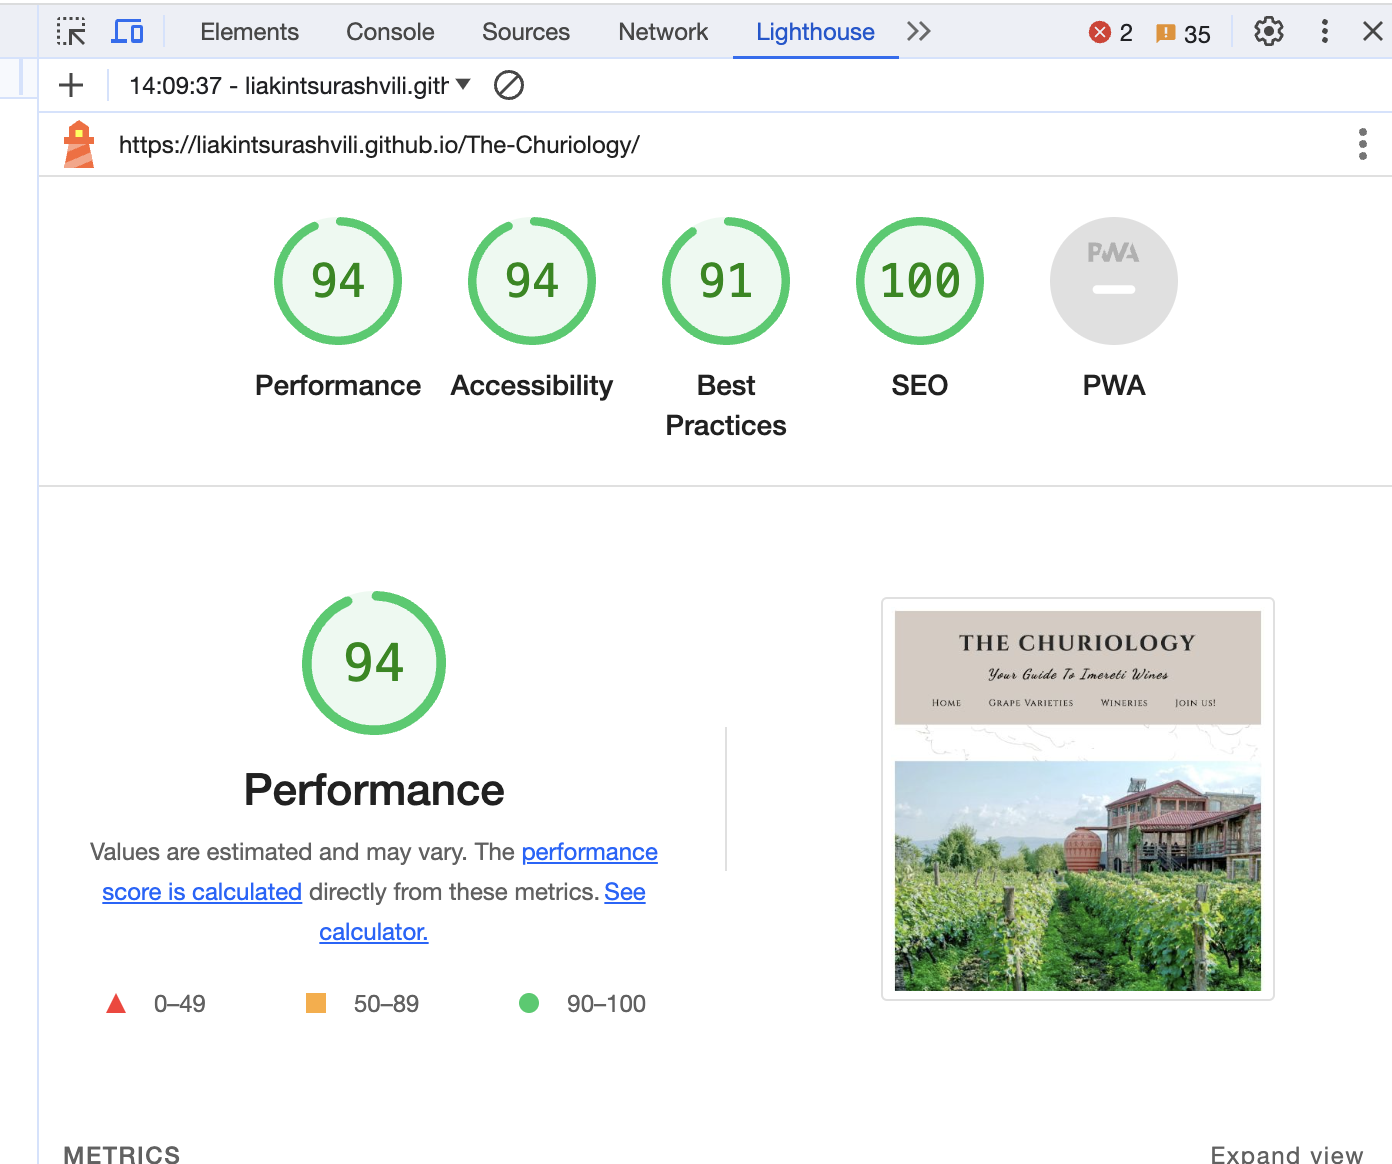 Elements Console Sources Network Lighthouse 2 35
14:09:37 - liakintsurashvili.gith
https://liakintsurashvili.github.io/The-Churiology/
94 94 91 100 PWA
Performance Accessibility Best Practices SEO PWA
94
Performance
Values are estimated and may vary. The performance
score is calculated directly from these metrics. See
calculator.
0–49 50–89 90–100
THE CHURIOLOGY
Your Guide To Imereti Wines
Home Grape Varieties Wineries Join us!
METRICS Expand view